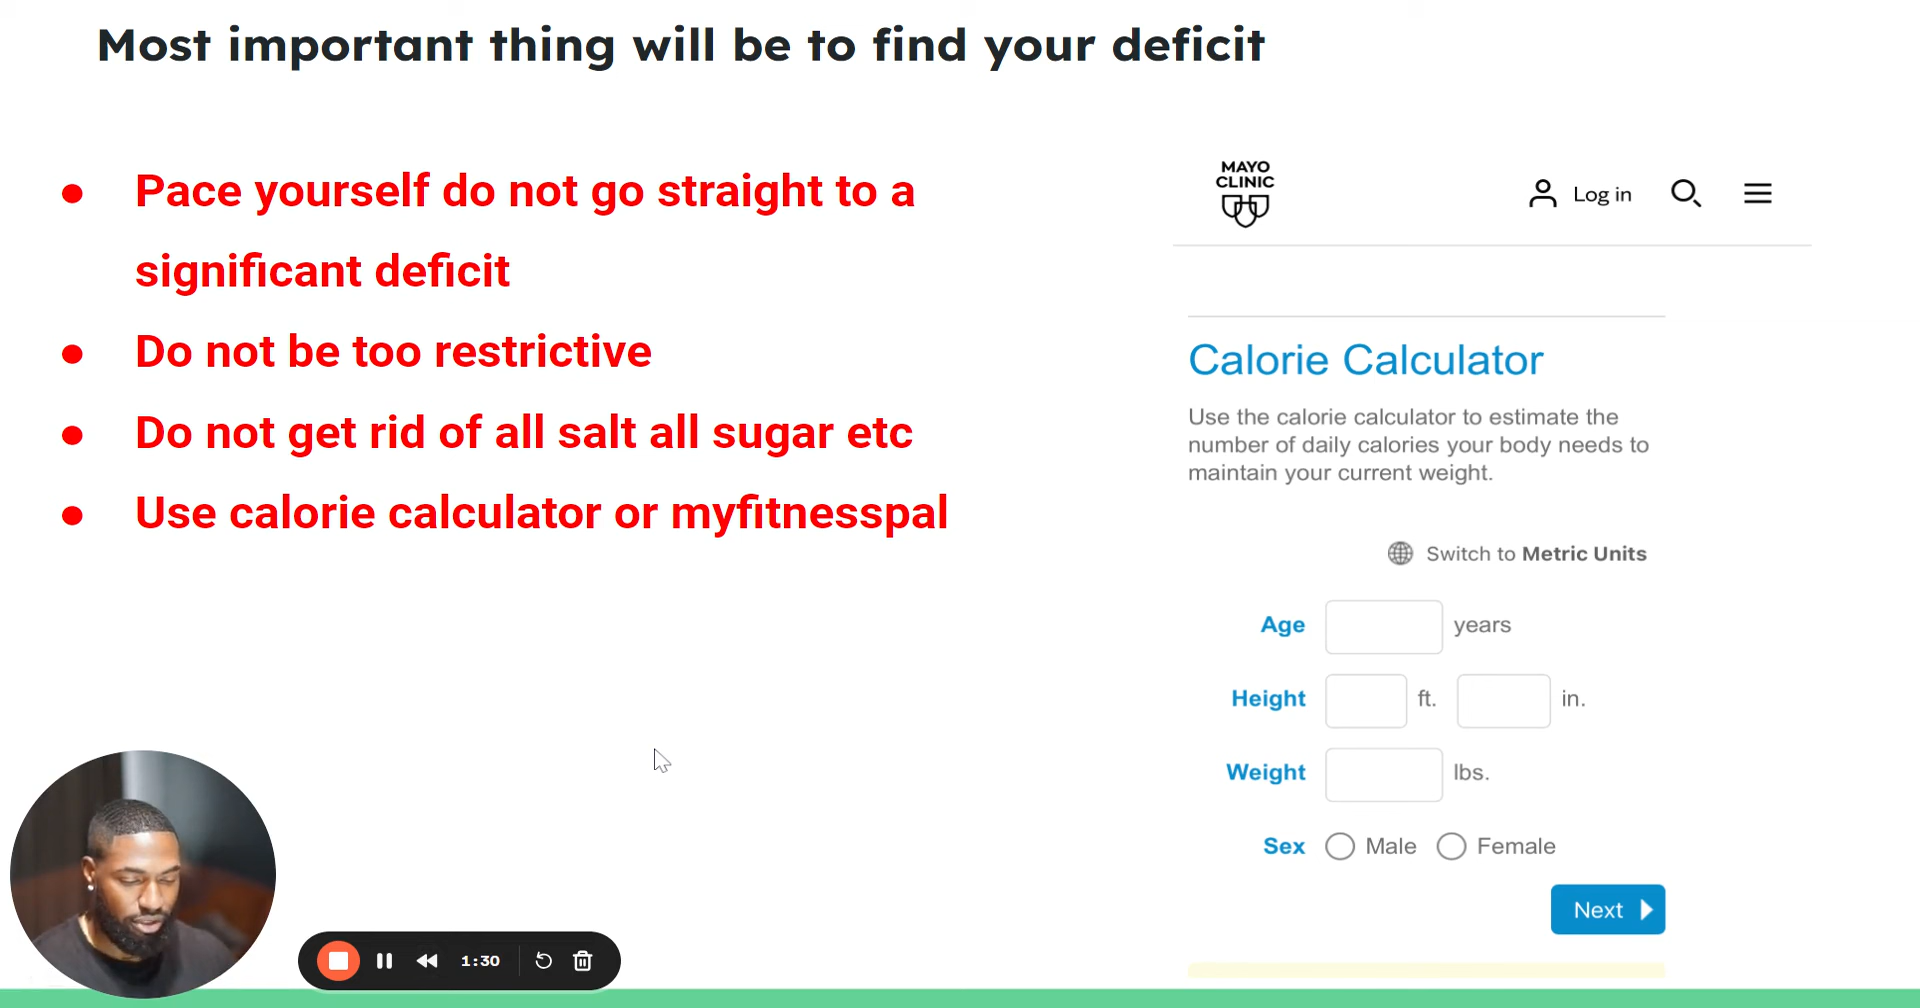 Most important thing will be to find your deficit
● Pace yourself do not go straight to a
significant deficit
● Do not be too restrictive
● Do not get rid of all salt all sugar etc
● Use calorie calculator or myfitnesspal
MAYO
CLINIC
Log in
Calorie Calculator
Use the calorie calculator to estimate the
number of daily calories your body needs to
maintain your current weight.
Switch to Metric Units
Age years
Height ft. in.
Weight lbs.
Sex Male Female
Next
1:30